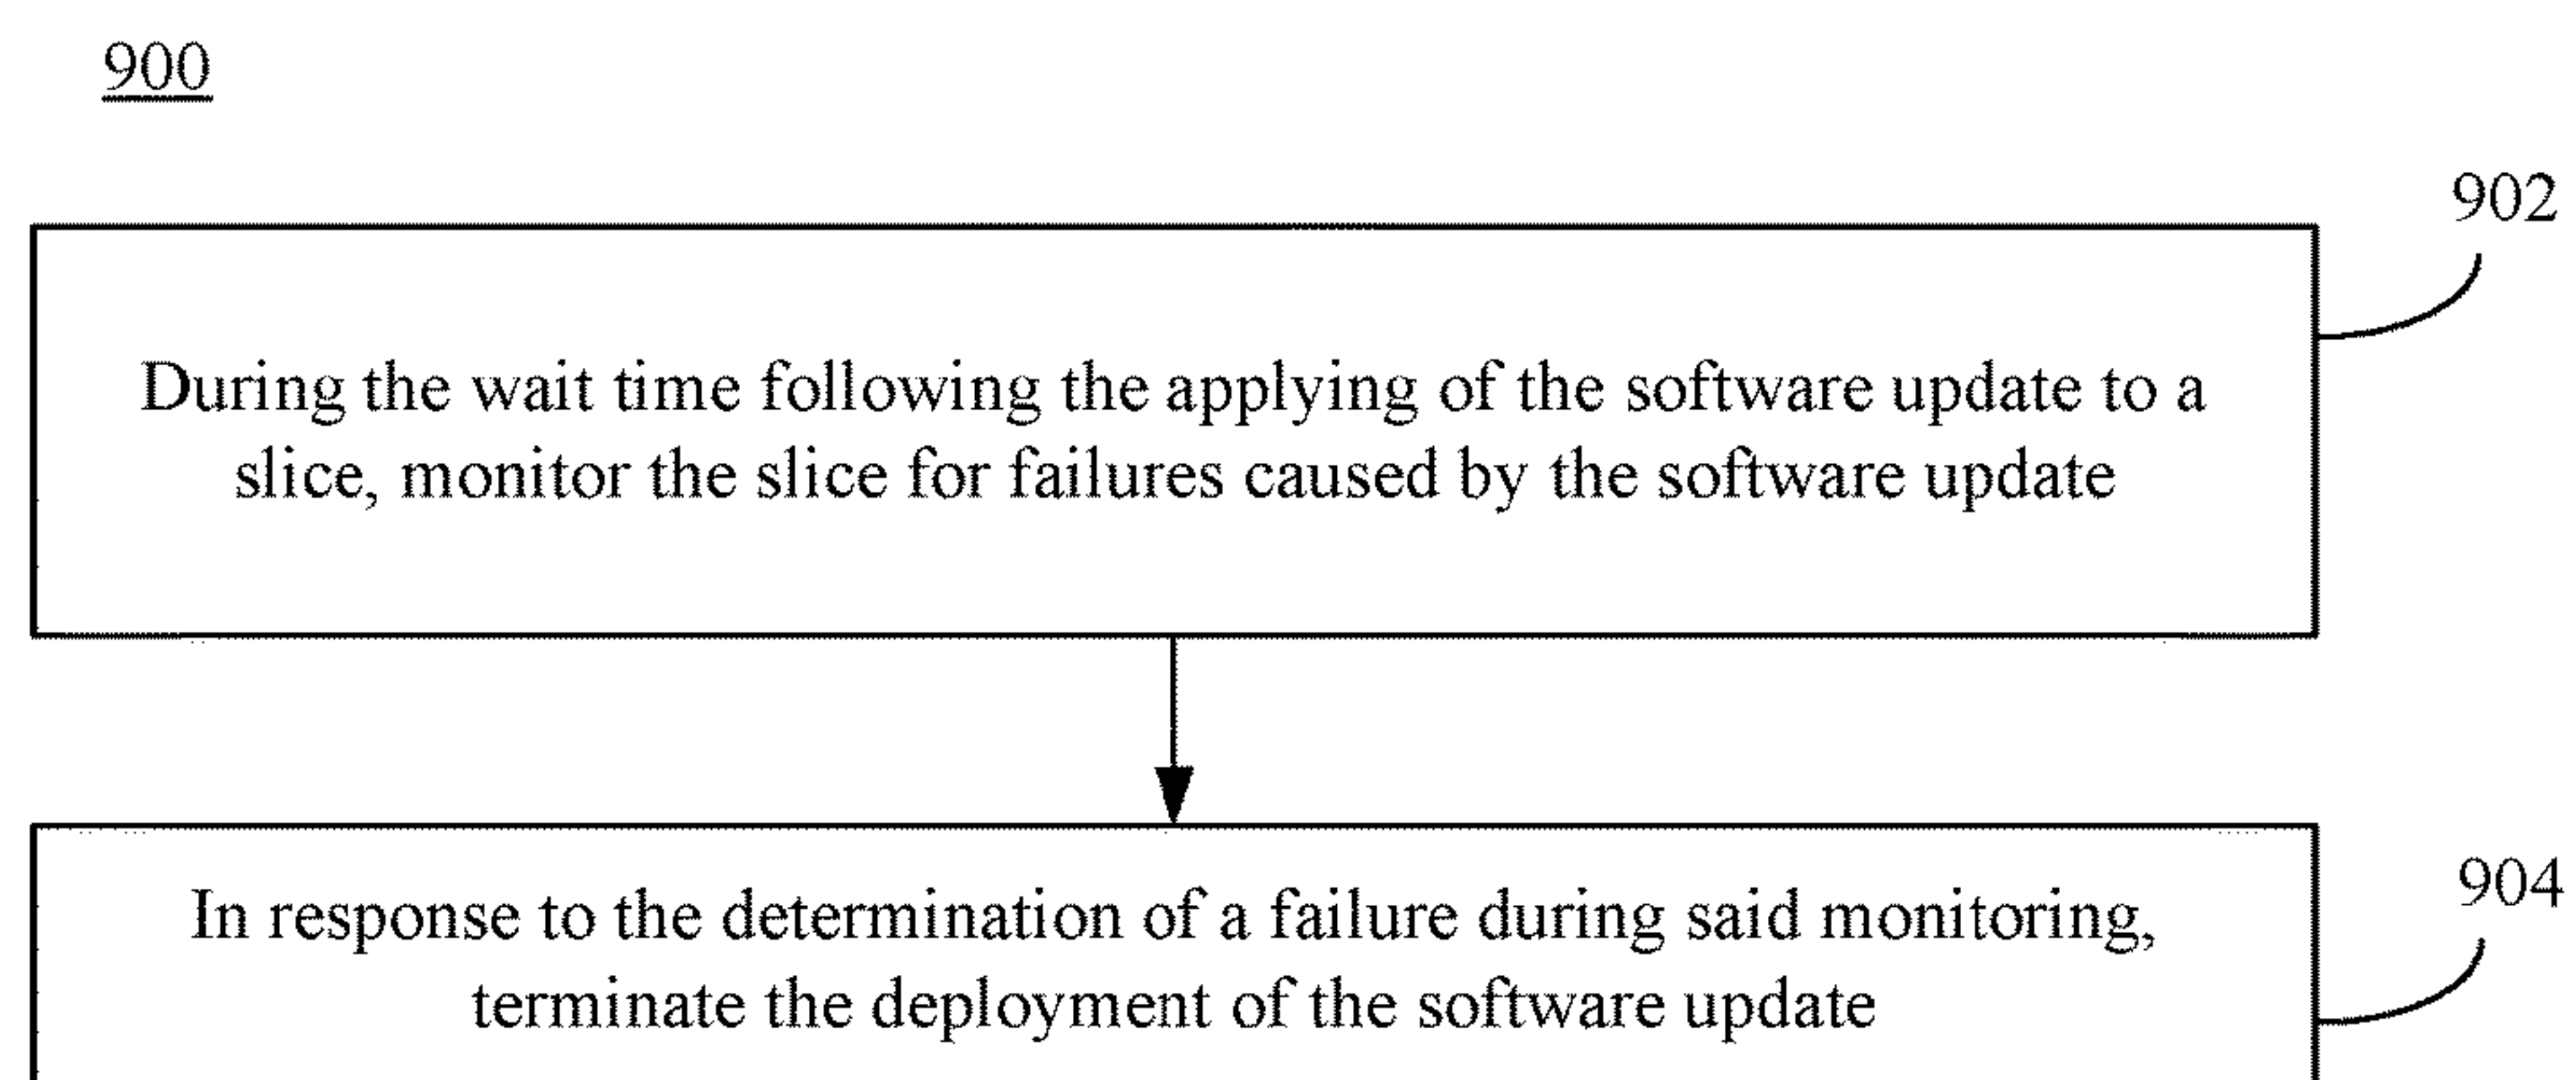 900
902
During the wait time following the applying of the software update to a
slice, monitor the slice for failures caused by the software update
904
In response to the determination of a failure during said monitoring,
terminate the deployment of the software update